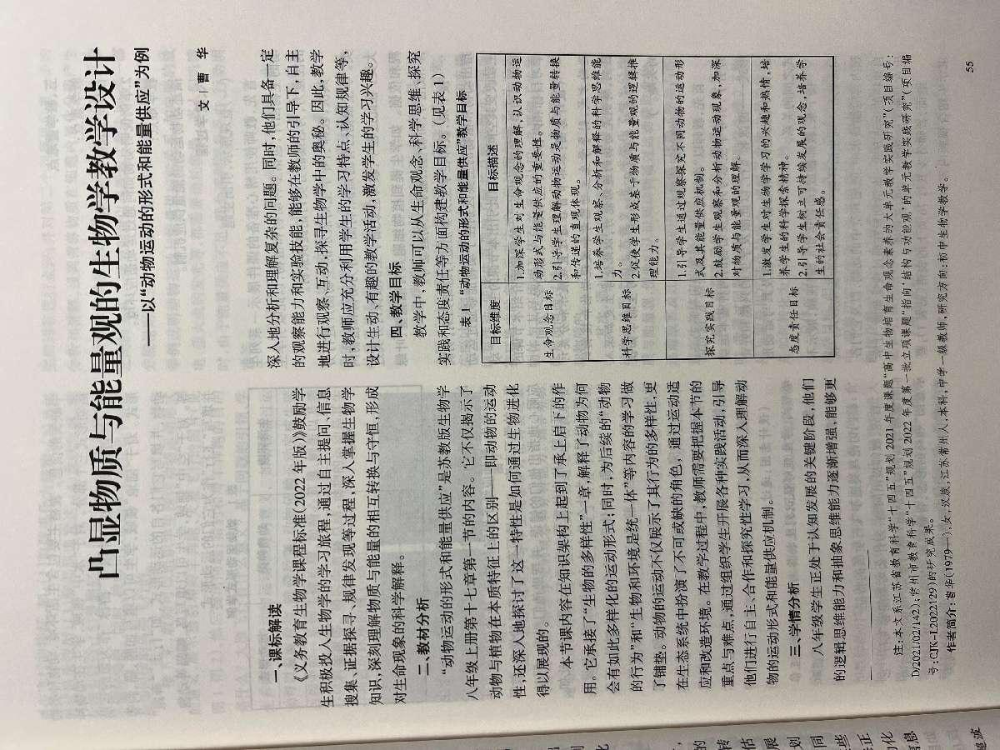 凸显物质与能量观的生物学教学设计
——以“动物运动的形式和能量供应”为例
文｜曹　华
一、课标解读
《义务教育生物学课程标准（2022 年版）》鼓励学
生积极投入生物学的学习旅程，通过自主提问、信息
搜集、证据探寻、规律发现等过程，深入掌握生物学
知识，深刻理解物质与能量的相互转换与守恒，形成
对生命现象的科学解释。
二、教材分析
“动物运动的形式和能量供应”是苏教版生物学
八年级上册第十七章第一节的内容。它不仅揭示了
动物与植物在本质特征上的区别——即动物的运动
性，还深入地探讨了这一特性是如何通过生物进化
得以展现的。
本节课内容在知识架构上起到了承上启下的作
用。它承接了“生物的多样性”一章，解释了动物为何
会有如此多样化的运动形式；同时，为后续的“动物
的行为”和“生物和环境是统一体”等内容的学习做
了铺垫。动物的运动不仅展示了其行为的多样性，更
在生态系统中扮演了不可或缺的角色，通过运动适
应和改造环境。在教学过程中，教师需要把握本节的
重点与难点，通过组织学生开展各种实践活动，引导
他们进行自主、合作和探究性学习，从而深入理解动
物的运动形式和能量供应机制。
三、学情分析
八年级学生正处于认知发展的关键阶段，他们
的逻辑思维能力和抽象思维能力逐渐增强，能够更
深入地分析和理解复杂的问题。同时，他们具备一定
的观察能力和实验技能，能够在教师的引导下，自主
地进行观察、互动，探寻生物学中的奥秘。因此，教学
时，教师应充分利用学生的学习特点、认知规律等，
设计生动、有趣的教学活动，激发学生的学习兴趣。
四、教学目标
教学中，教师可以从生命观念、科学思维、探究
实践和态度责任等方面构建教学目标。（见表 1）
表 1　“动物运动的形式和能量供应”教学目标
目标维度　目标描述
生命观念目标
1.加深学生对生命观念的理解，认识动物运
动形式与能量供应的重要性。
2.引导学生理解动物运动是物质与能量转换
和传递的直观体现。
科学思维目标
1.培养学生观察、分析和解释的科学思维能
力。
2.促使学生形成基于物质与能量观的逻辑推
理能力。
探究实践目标
1.引导学生通过观察探究不同动物的运动形
式及其能量供应机制。
2.鼓励学生观察和分析动物运动现象，加深
对物质与能量观的理解。
态度责任目标
1.激发学生对生物学学习的兴趣和热情，培
养学生的科学探索精神。
2.引导学生树立可持续发展的观念，培养学
生的社会责任感。
注：本文系江苏省教育科学“十四五”规划 2021 年度课题“高中生物培育生命观念素养的大单元教学实践研究”（项目编号：
D/2021/02/142）；常州市教育科学“十四五”规划 2022 年度第一批立项课题“指向‘结构与功能观’的单元教学实践研究”（项目编
号：CJK-L2022129）的研究成果。
作者简介：曹华（1979—），女，汉族，江苏常州人，本科，中学一级教师，研究方向：初中生物学教学。
55